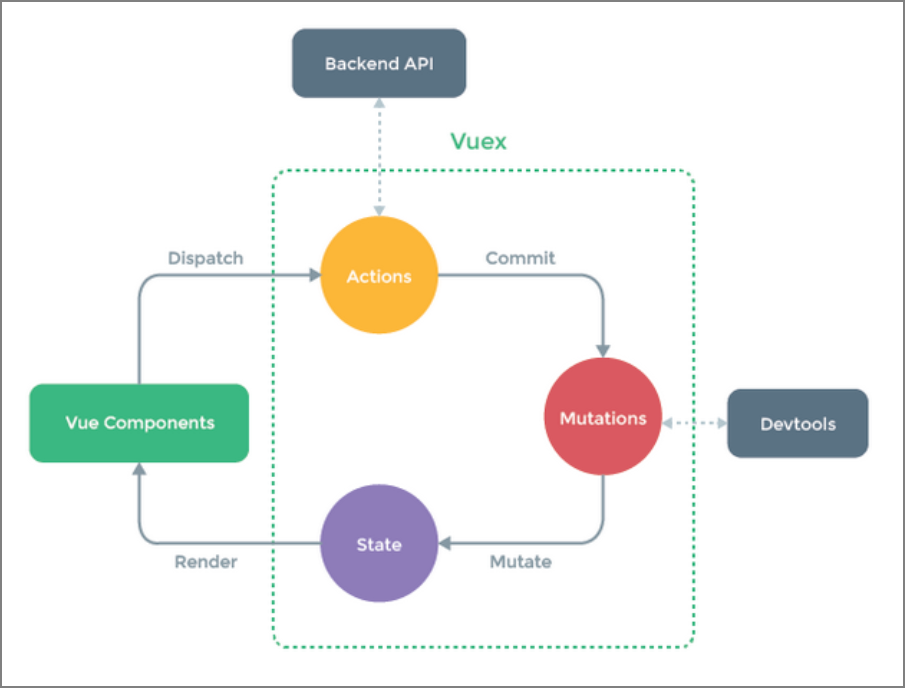 Backend API
Vuex
Dispatch
Commit
Actions
Vue Components
Mutations
Devtools
State
Render
Mutate